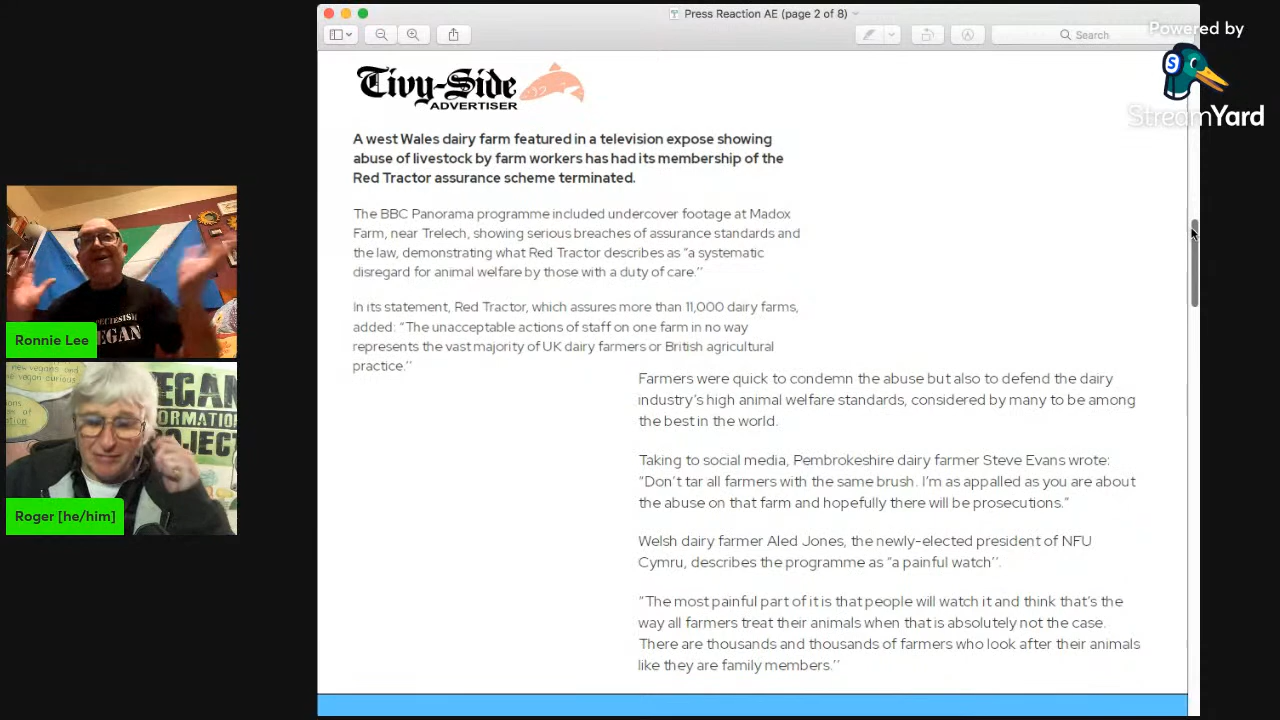 Press Reaction AE (page 2 of 8)
Search
Powered by
StreamYard
Tivy-Side
ADVERTISER
A west Wales dairy farm featured in a television expose showing
abuse of livestock by farm workers has had its membership of the
Red Tractor assurance scheme terminated.
The BBC Panorama programme included undercover footage at Madox
Farm, near Trelech, showing serious breaches of assurance standards and
the law, demonstrating what Red Tractor describes as “a systematic
disregard for animal welfare by those with a duty of care.’’
In its statement, Red Tractor, which assures more than 11,000 dairy farms,
added: “The unacceptable actions of staff on one farm in no way
represents the vast majority of UK dairy farmers or British agricultural
practice.’’
Farmers were quick to condemn the abuse but also to defend the dairy
industry’s high animal welfare standards, considered by many to be among
the best in the world.
Taking to social media, Pembrokeshire dairy farmer Steve Evans wrote:
“Don’t tar all farmers with the same brush. I’m as appalled as you are about
the abuse on that farm and hopefully there will be prosecutions.”
Welsh dairy farmer Aled Jones, the newly-elected president of NFU
Cymru, describes the programme as “a painful watch’’.
“The most painful part of it is that people will watch it and think that’s the
way all farmers treat their animals when that is absolutely not the case.
There are thousands and thousands of farmers who look after their animals
like they are family members.’’
EGAN
Ronnie Lee
new vegans and
vegan curious
EGAN
FORMATIO
OJEC
Roger [he/him]